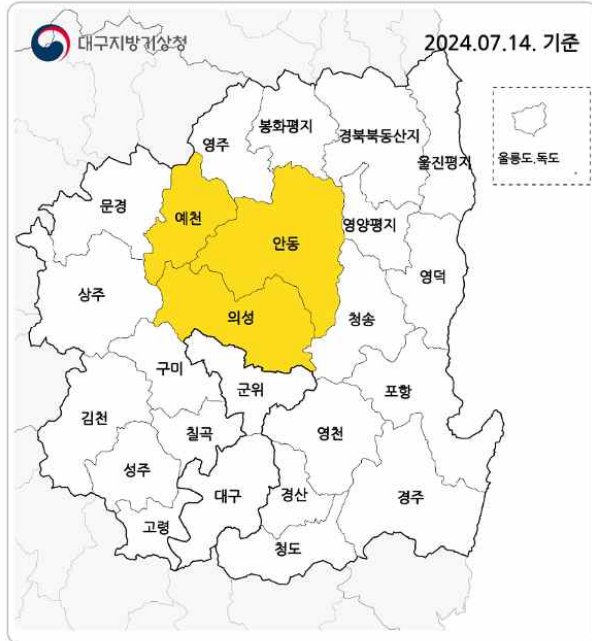 대구지방기상청
2024.07.14. 기준
봉화평지
경북북동산지
영주
울릉도.독도
울진평지
문경
예천
영양평지
안동
영덕
상주
의성
청송
구미
군위
포항
김천
칠곡
영천
성주
대구
경산
경주
고령
청도